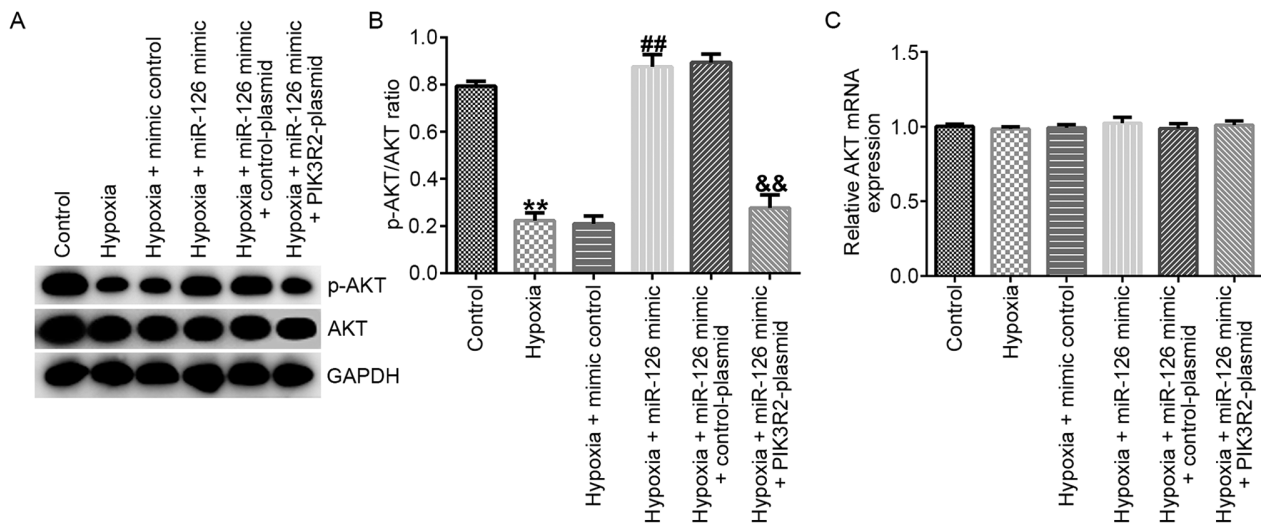 A
Control
Hypoxia
Hypoxia + mimic control
Hypoxia + miR-126 mimic
Hypoxia + miR-126 mimic
+ control-plasmid
Hypoxia + miR-126 mimic
+ PIK3R2-plasmid
p-AKT
AKT
GAPDH
B
p-AKT/AKT ratio
1.0
0.8
0.6
0.4
0.2
0.0
**
##
&&
Control
Hypoxia
Hypoxia + mimic control
Hypoxia + miR-126 mimic
Hypoxia + miR-126 mimic
+ control-plasmid
Hypoxia + miR-126 mimic
+ PIK3R2-plasmid
C
Relative AKT mRNA
expression
1.5
1.0
0.5
0.0
Control
Hypoxia
Hypoxia + mimic control
Hypoxia + miR-126 mimic
Hypoxia + miR-126 mimic
+ control-plasmid
Hypoxia + miR-126 mimic
+ PIK3R2-plasmid